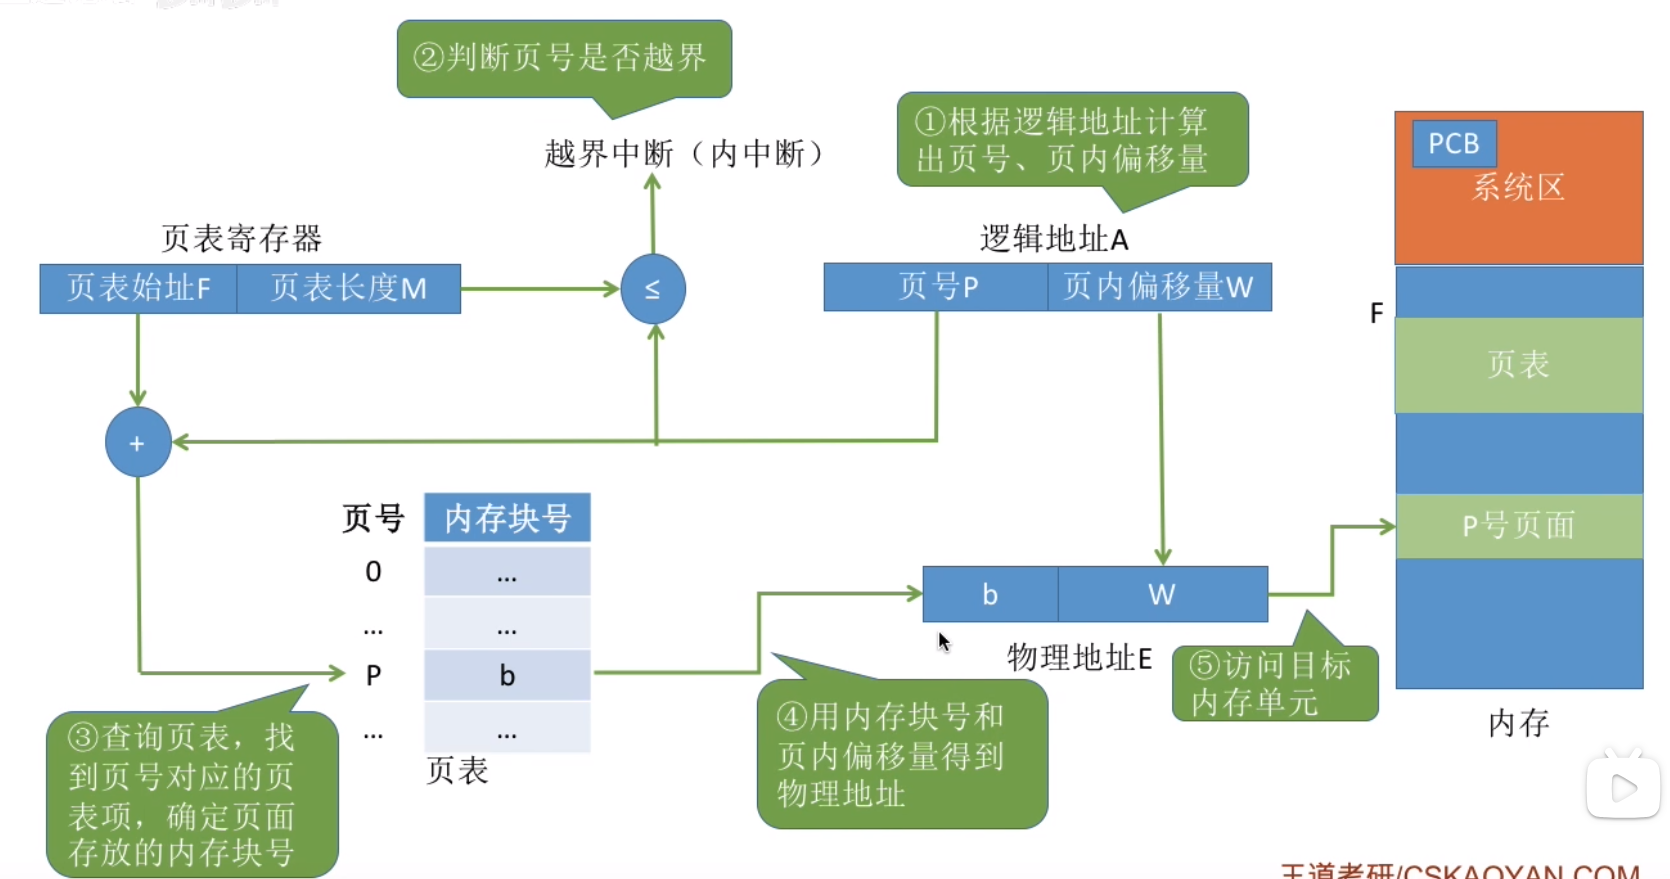 ②判断页号是否越界
①根据逻辑地址计算
出页号、页内偏移量
越界中断（内中断）
PCB
系统区
页表寄存器
逻辑地址A
页表始址F
页表长度M
≤
页号P
页内偏移量W
F
页表
+
页号
内存块号
P号页面
0
...
...
...
b
W
P
b
物理地址E
⑤访问目标
内存单元
③查询页表，找
到页号对应的页
表项，确定页面
存放的内存块号
...
...
页表
④用内存块号和
页内偏移量得到
物理地址
内存
王道考研/CSKAOYAN.COM